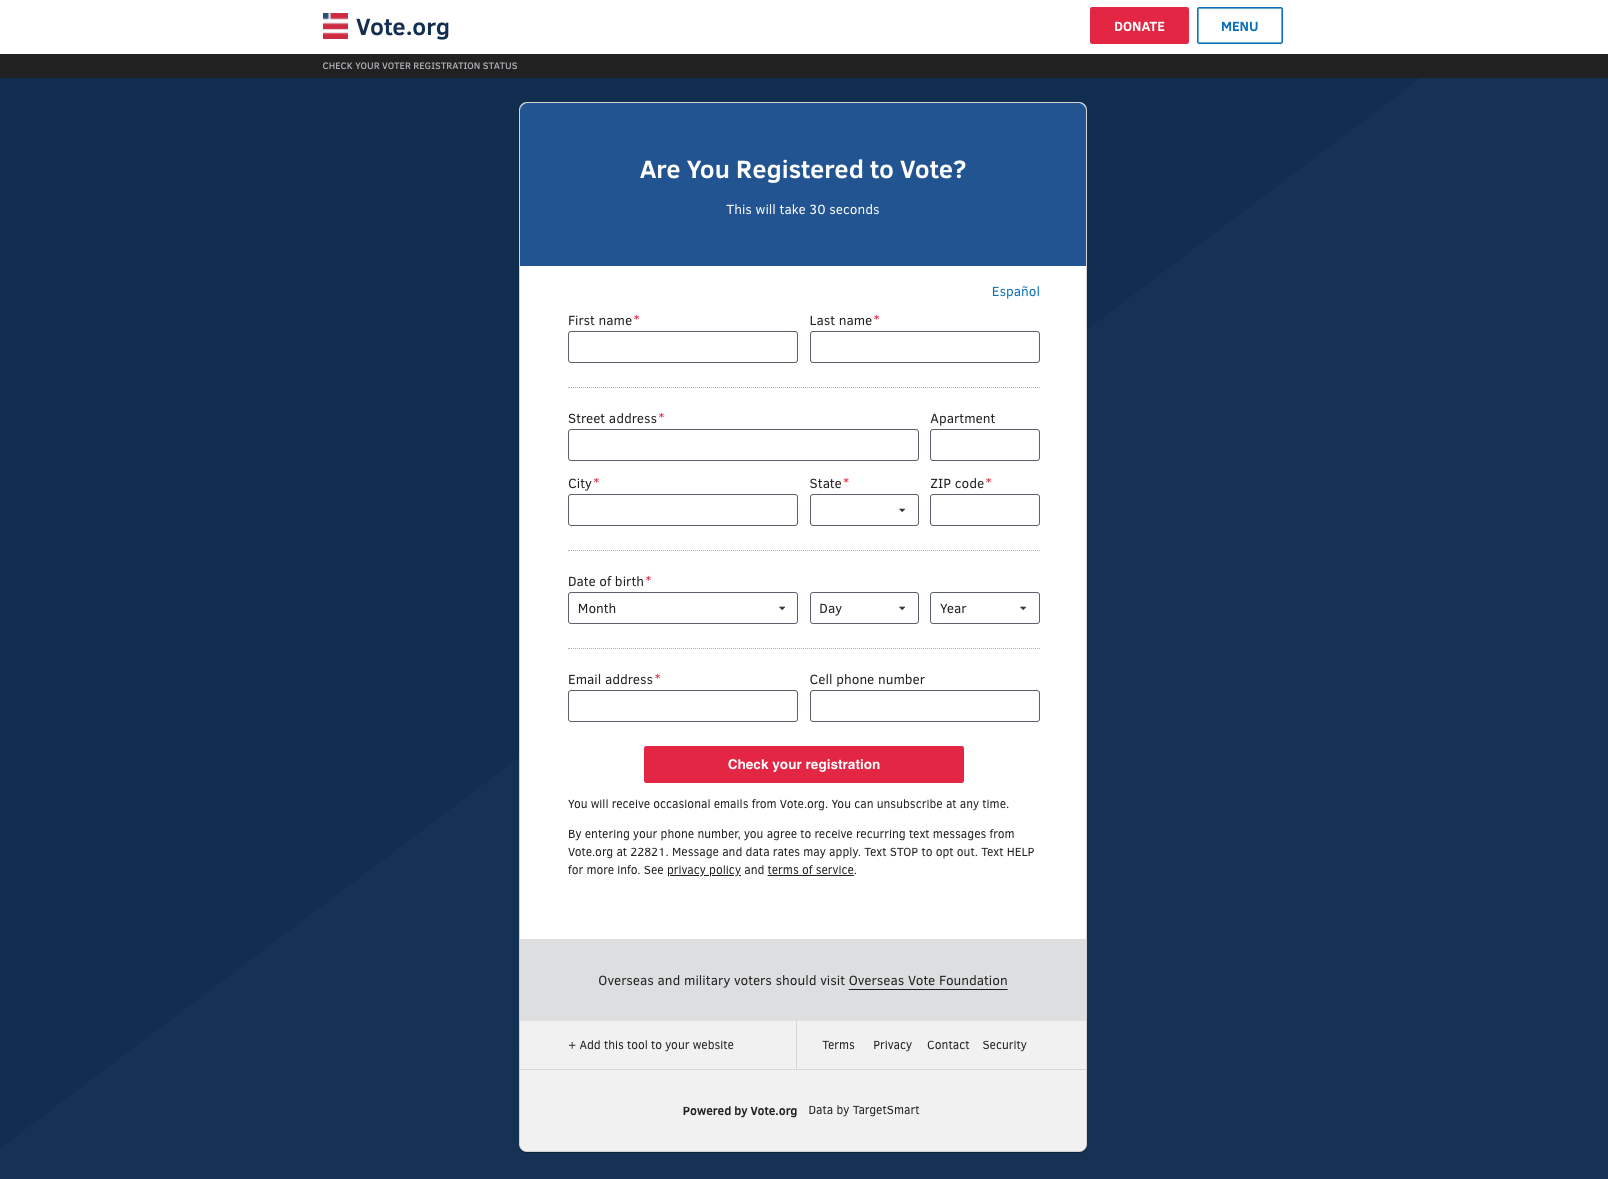 Vote.org
DONATE
MENU
CHECK YOUR VOTER REGISTRATION STATUS
Are You Registered to Vote?
This will take 30 seconds
Español
First name*
Last name*
Street address*
Apartment
City*
State*
ZIP code*
Date of birth*
Month
Day
Year
Email address*
Cell phone number
Check your registration
You will receive occasional emails from Vote.org. You can unsubscribe at any time.
By entering your phone number, you agree to receive recurring text messages from
Vote.org at 22821. Message and data rates may apply. Text STOP to opt out. Text HELP
for more info. See privacy policy and terms of service.
Overseas and military voters should visit Overseas Vote Foundation
+ Add this tool to your website
Terms
Privacy
Contact
Security
Powered by Vote.org
Data by TargetSmart